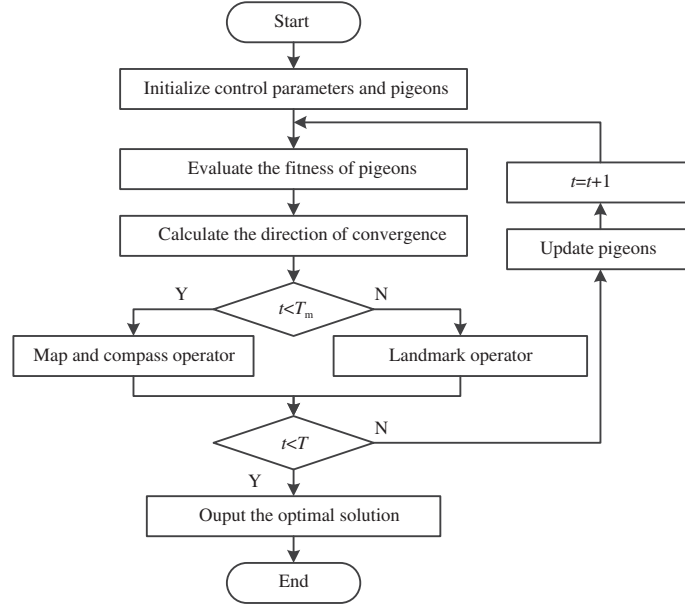 Start
Initialize control parameters and pigeons
Evaluate the fitness of pigeons
t=t+1
Calculate the direction of convergence
Update pigeons
Y
t<Tm
N
Map and compass operator
Landmark operator
t<T
N
Y
Ouput the optimal solution
End